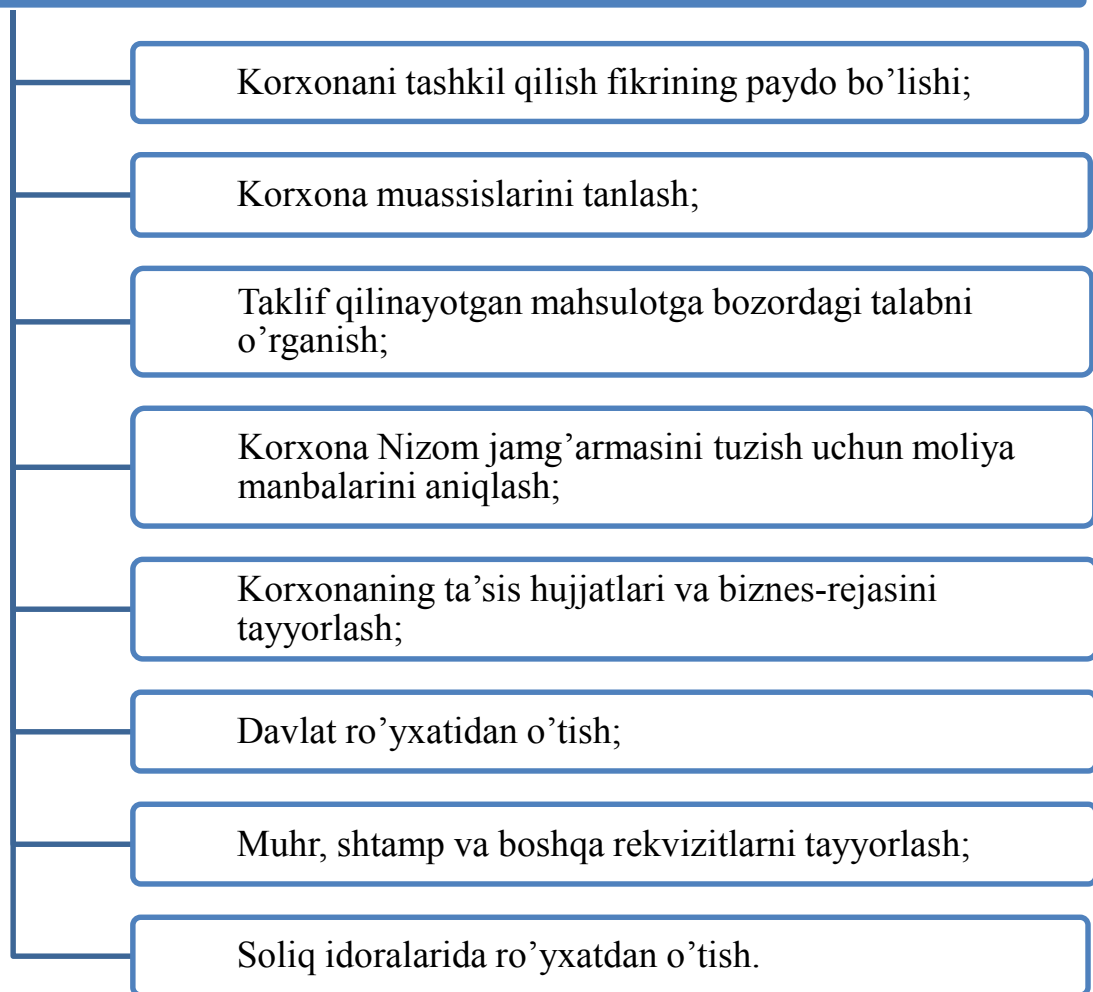 Korxonani tashkil qilish fikrining paydo bo’lishi;
Korxona muassislarini tanlash;
Taklif qilinayotgan mahsulotga bozordagi talabni
o’rganish;
Korxona Nizom jamg’armasini tuzish uchun moliya
manbalarini aniqlash;
Korxonaning ta’sis hujjatlari va biznes-rejasini
tayyorlash;
Davlat ro’yxatidan o’tish;
Muhr, shtamp va boshqa rekvizitlarni tayyorlash;
Soliq idoralarida ro’yxatdan o’tish.